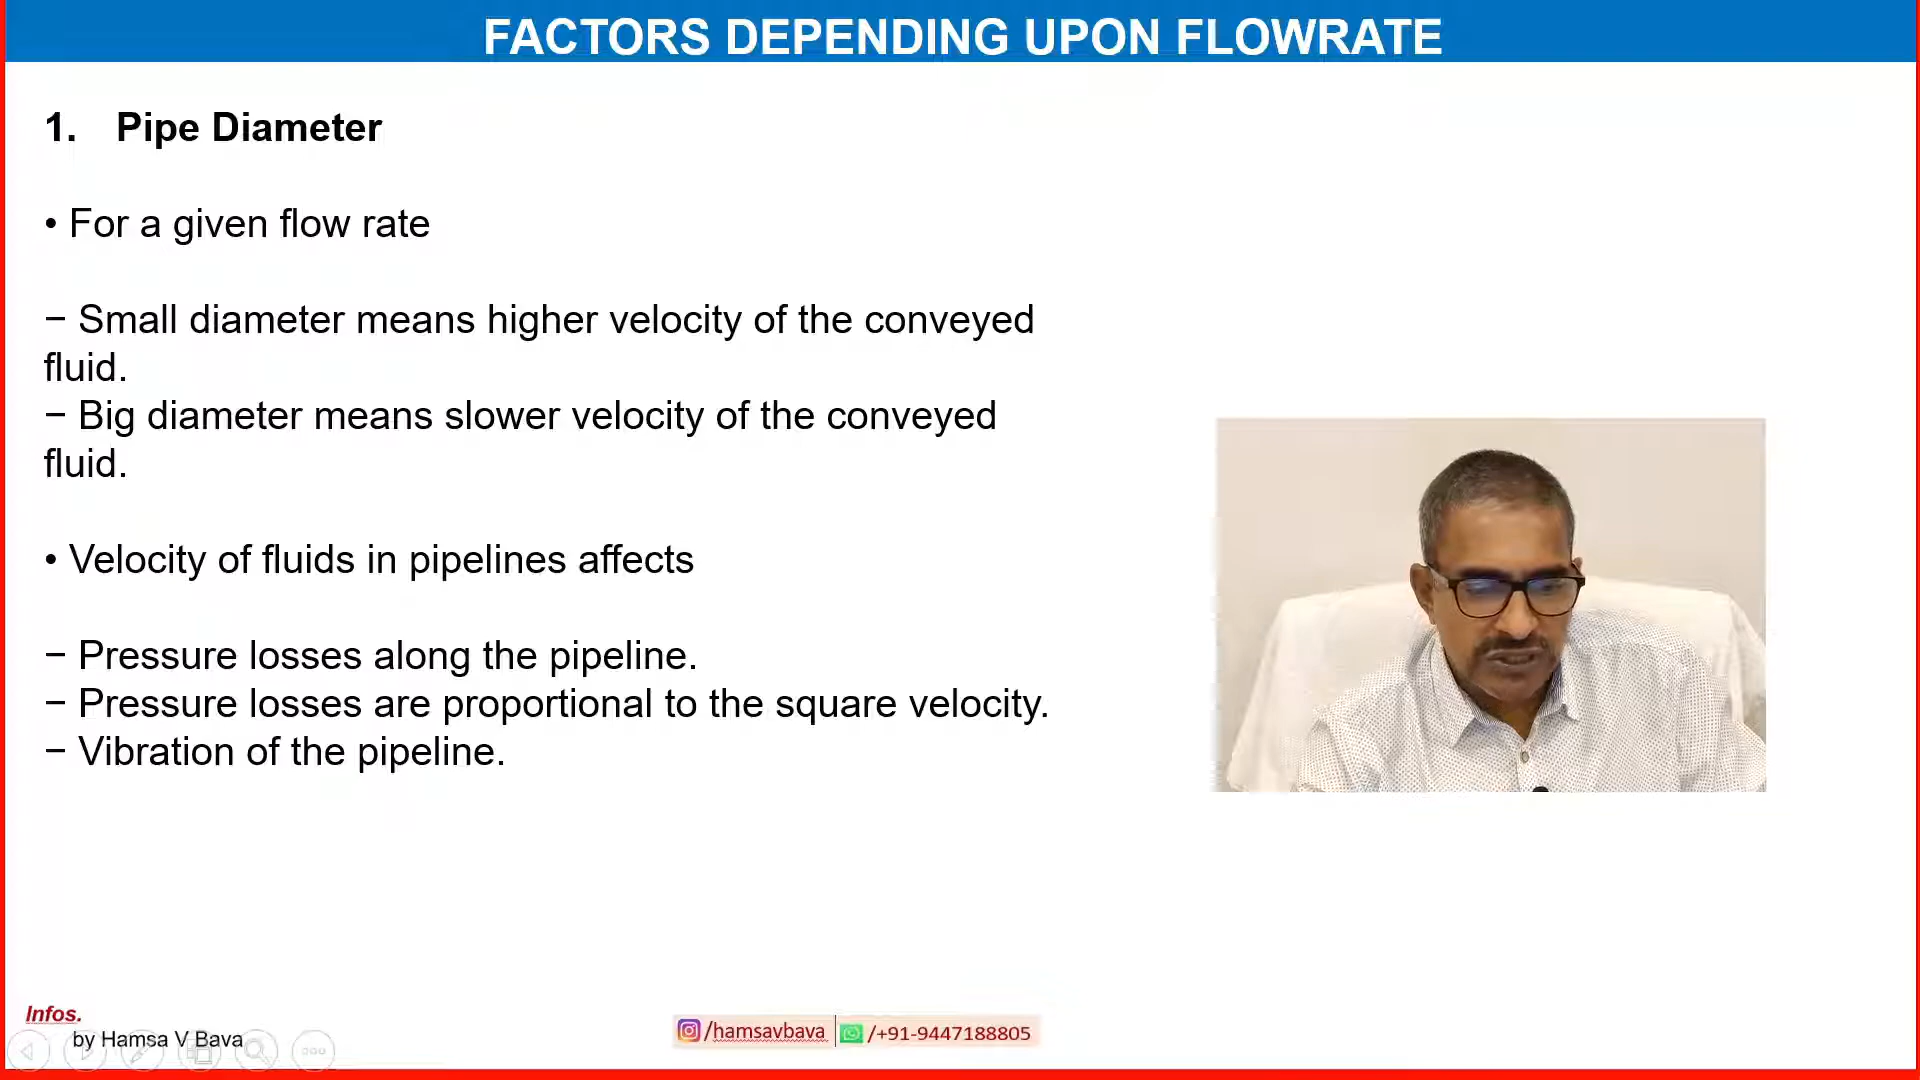 FACTORS DEPENDING UPON FLOWRATE
1. Pipe Diameter
• For a given flow rate
− Small diameter means higher velocity of the conveyed
fluid.
− Big diameter means slower velocity of the conveyed
fluid.
• Velocity of fluids in pipelines affects
− Pressure losses along the pipeline.
− Pressure losses are proportional to the square velocity.
− Vibration of the pipeline.
Infos.
by Hamsa V Bava
/hamsavbava /+91-9447188805